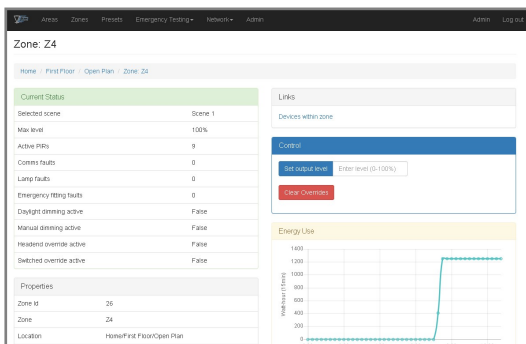 Areas Zones Presets Emergency Testing Network Admin Admin Log out
Zone: Z4
Home / First Floor / Open Plan / Zone: Z4
Current Status
Selected scene Scene 1
Max level 100%
Active PIRs 9
Comms faults 0
Lamp faults 0
Emergency fitting faults 0
Daylight dimming active False
Manual dimming active False
Headend override active False
Switched override active False
Properties
Zone Id 26
Zone Z4
Location Home/First Floor/Open Plan
Links
Devices within zone
Control
Set output level Enter level (0-100%)
Clear Overrides
Energy Use
1400
1200
1000
800
600
400
200
0
Watt-hour (15min)